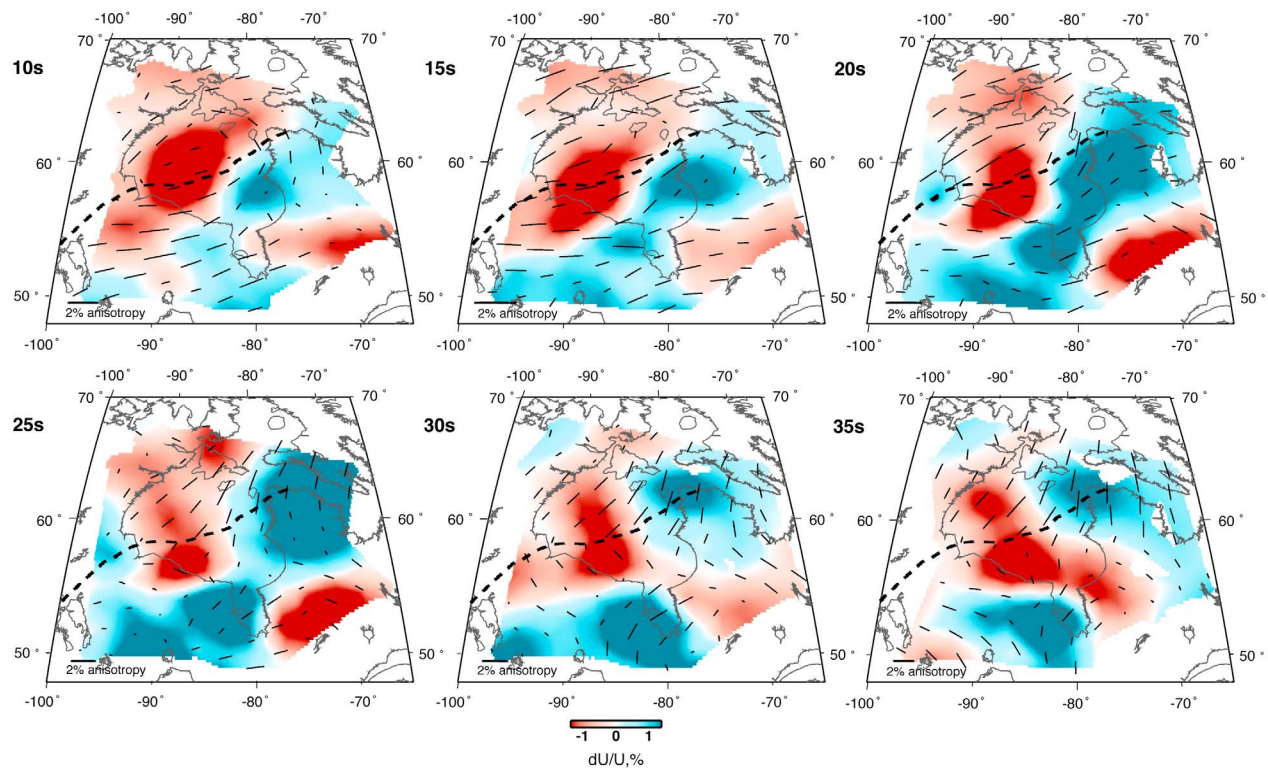 -100 ° -90 ° -80 ° -70 ° -100 ° -90 ° -80 ° -70 ° -100 ° -90 ° -80 ° -70 °
70 ° 70 ° 70 ° 70 ° 70 ° 70 °
10s 15s 20s
60 ° 60 ° 60 ° 60 ° 60 ° 60 °
50 ° 50 ° 50 ° 50 ° 50 ° 50 °
2% anisotropy 2% anisotropy 2% anisotropy
-100 ° -90 ° -80 ° -70 ° -100 ° -90 ° -80 ° -70 ° -100 ° -90 ° -80 ° -70 °
-100 ° -90 ° -80 ° -70 ° -100 ° -90 ° -80 ° -70 ° -100 ° -90 ° -80 ° -70 °
70 ° 70 ° 70 ° 70 ° 70 ° 70 °
25s 30s 35s
60 ° 60 ° 60 ° 60 ° 60 ° 60 °
50 ° 50 ° 50 ° 50 ° 50 ° 50 °
2% anisotropy 2% anisotropy 2% anisotropy
-100 ° -90 ° -80 ° -70 ° -100 ° -90 ° -80 ° -70 ° -100 ° -90 ° -80 ° -70 °
-1 0 1
dU/U,%